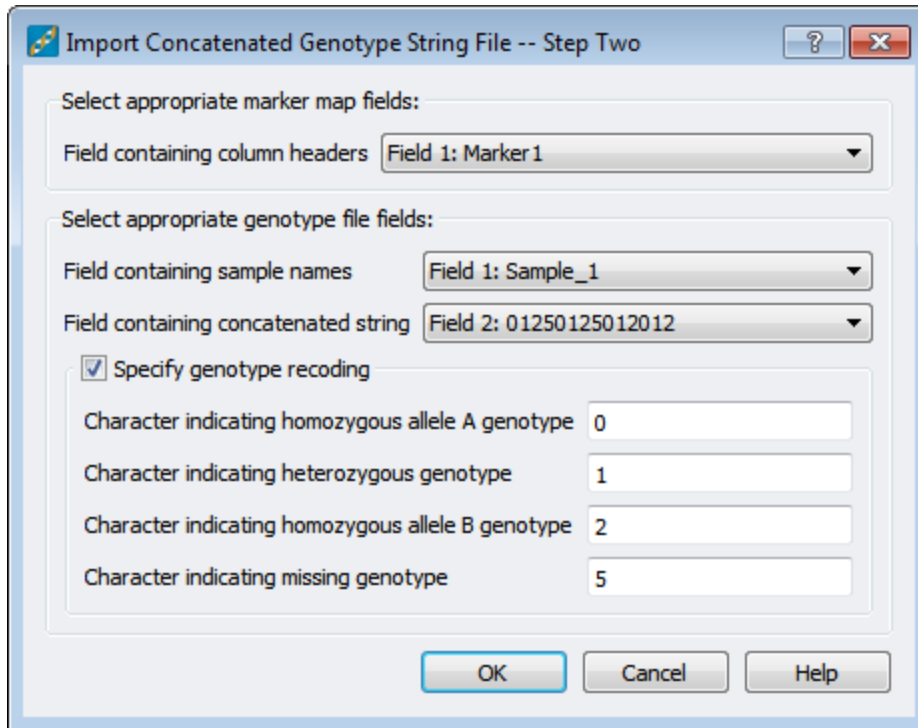 Import Concatenated Genotype String File -- Step Two
?
Select appropriate marker map fields:
Field containing column headers Field 1: Marker1
Select appropriate genotype file fields:
Field containing sample names Field 1: Sample_1
Field containing concatenated string Field 2: 01250125012012
Specify genotype recoding
Character indicating homozygous allele A genotype 0
Character indicating heterozygous genotype 1
Character indicating homozygous allele B genotype 2
Character indicating missing genotype 5
OK Cancel Help